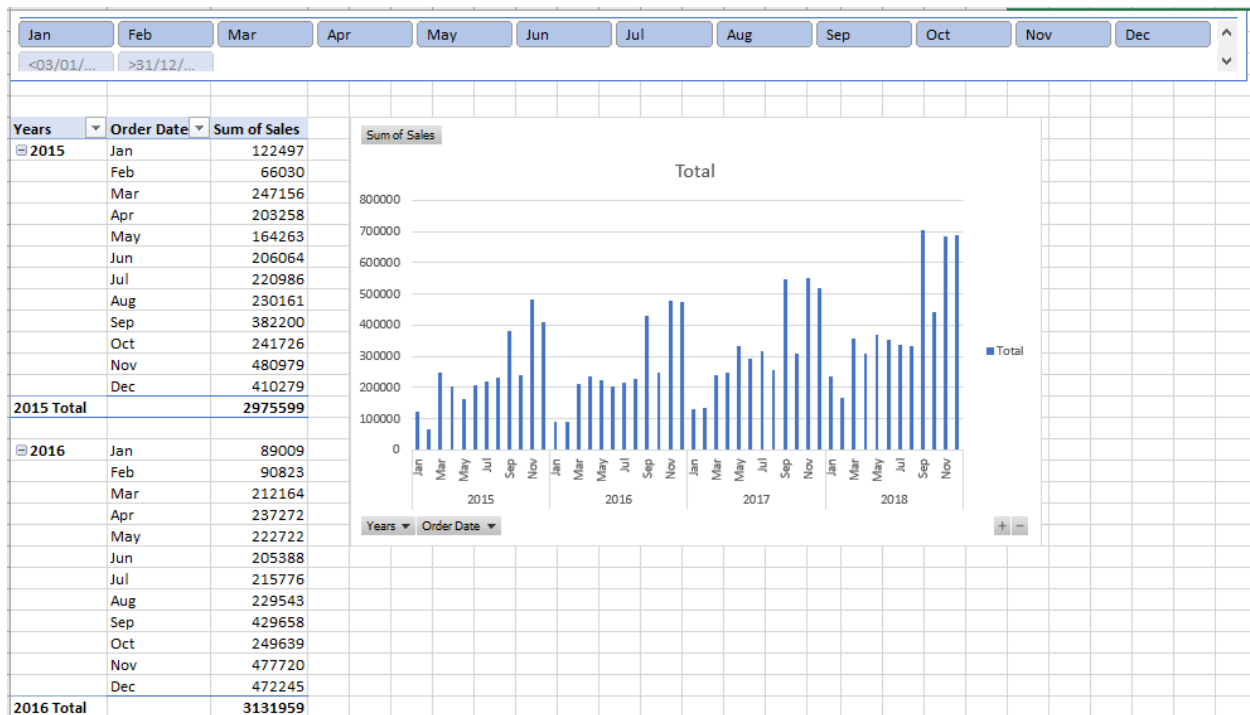 Jan Feb Mar Apr May Jun Jul Aug Sep Oct Nov Dec
<03/01/... >31/12/...
Years Order Date Sum of Sales
2015 Jan 122497
Feb 66030
Mar 247156
Apr 203258
May 164263
Jun 206064
Jul 220986
Aug 230161
Sep 382200
Oct 241726
Nov 480979
Dec 410279
2015 Total 2975599
2016 Jan 89009
Feb 90823
Mar 212164
Apr 237272
May 222722
Jun 205388
Jul 215776
Aug 229543
Sep 429658
Oct 249639
Nov 477720
Dec 472245
2016 Total 3131959
Sum of Sales
Total
800000
700000
600000
500000
400000
300000
200000
100000
0
Jan Mar May Jul Sep Nov Jan Mar May Jul Sep Nov Jan Mar May Jul Sep Nov Jan Mar May Jul Sep Nov
2015 2016 2017 2018
Total
Years Order Date + −